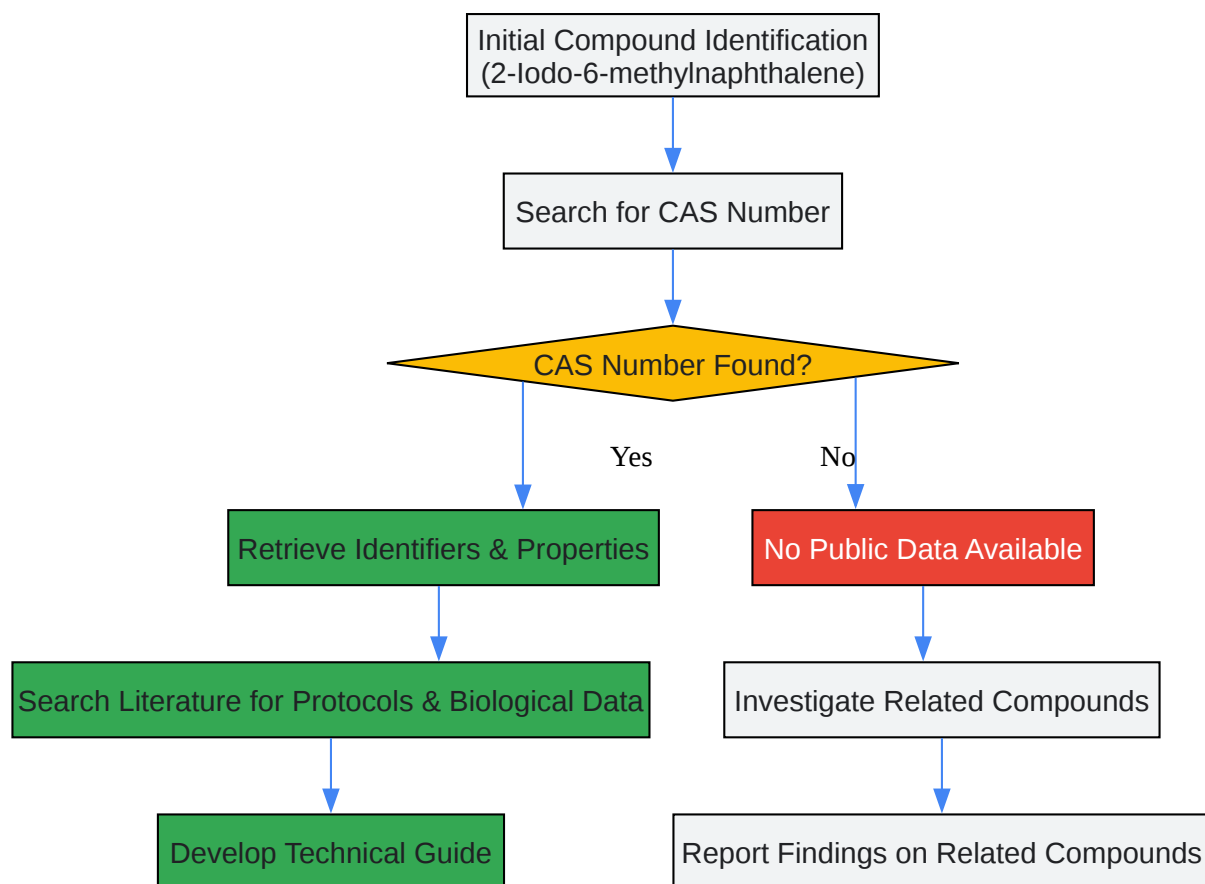 Initial Compound Identification
(2-Iodo-6-methylnaphthalene)
Search for CAS Number
CAS Number Found?
Yes
No
Retrieve Identifiers & Properties
No Public Data Available
Search Literature for Protocols & Biological Data
Investigate Related Compounds
Develop Technical Guide
Report Findings on Related Compounds